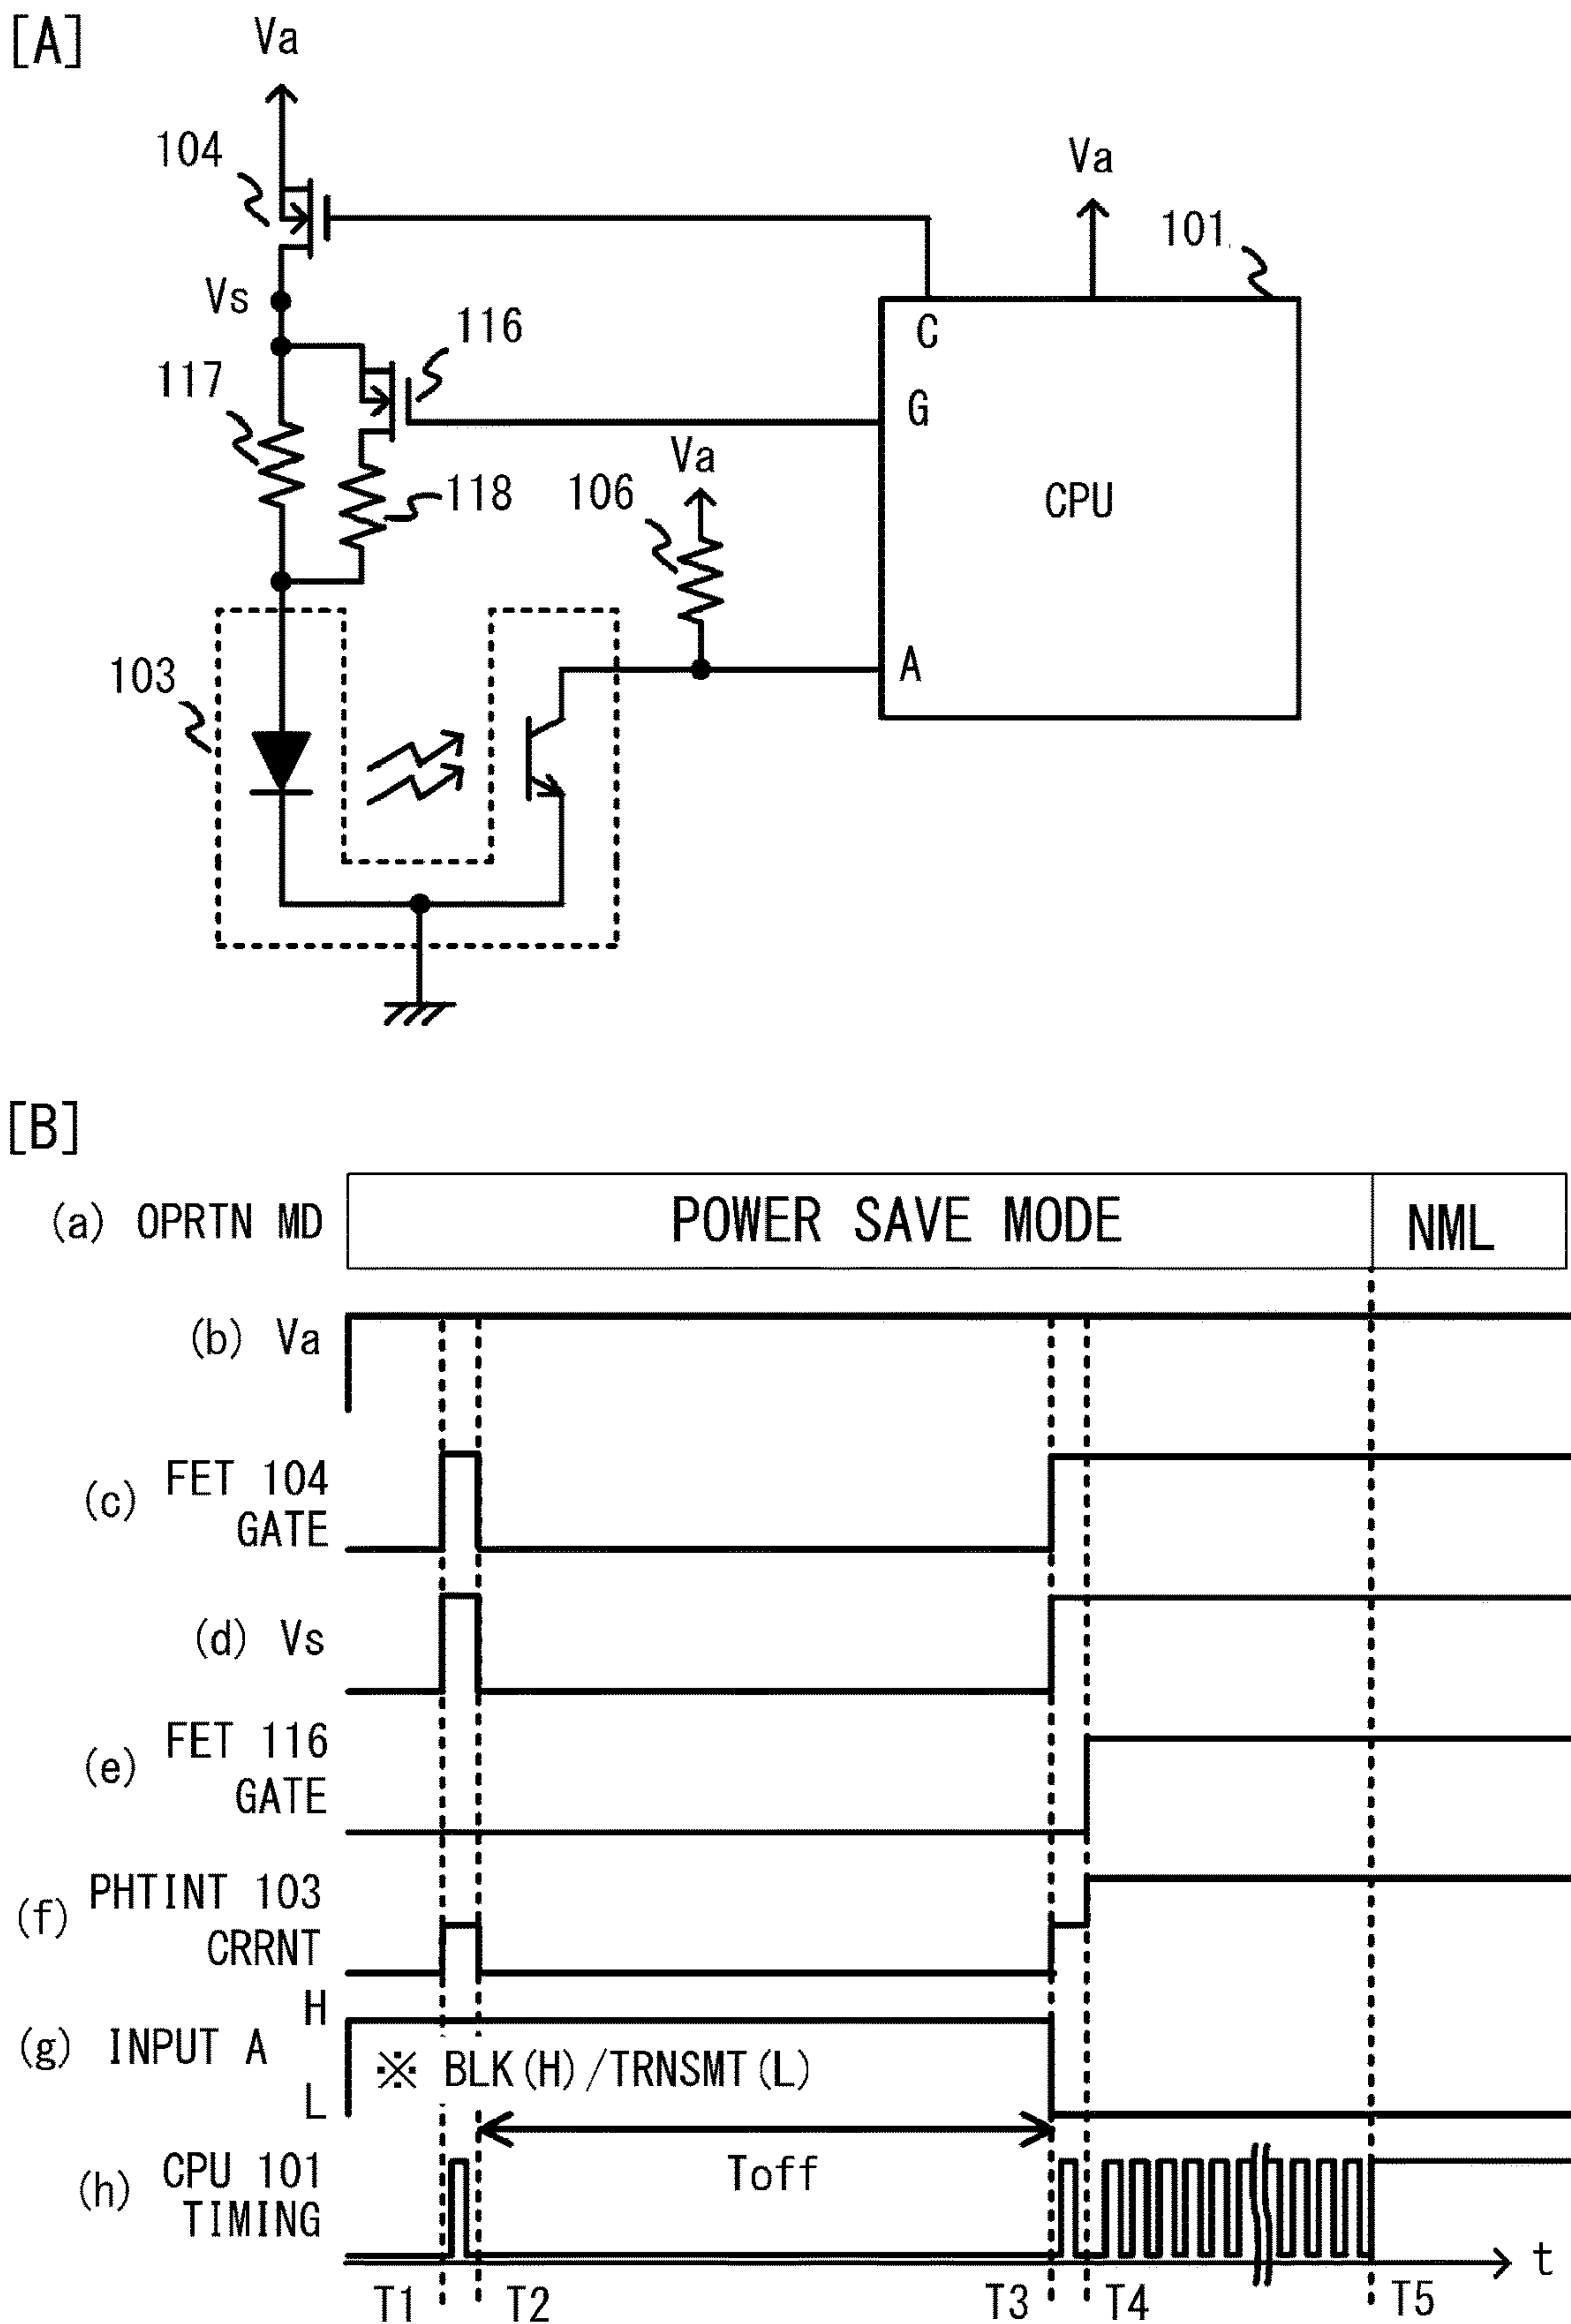 [A]
Va
104
Va
101
Vs
116
C
117
G
Va
118
106
CPU
103
A
[B]
(a) OPRTN MD
POWER SAVE MODE
NML
(b) Va
(c) FET 104
GATE
(d) Vs
(e) FET 116
GATE
(f) PHTINT 103
CRRNT
H
(g) INPUT A
※ BLK(H)/TRNSMT(L)
L
(h) CPU 101
TIMING
Toff
t
T1
T2
T3
T4
T5